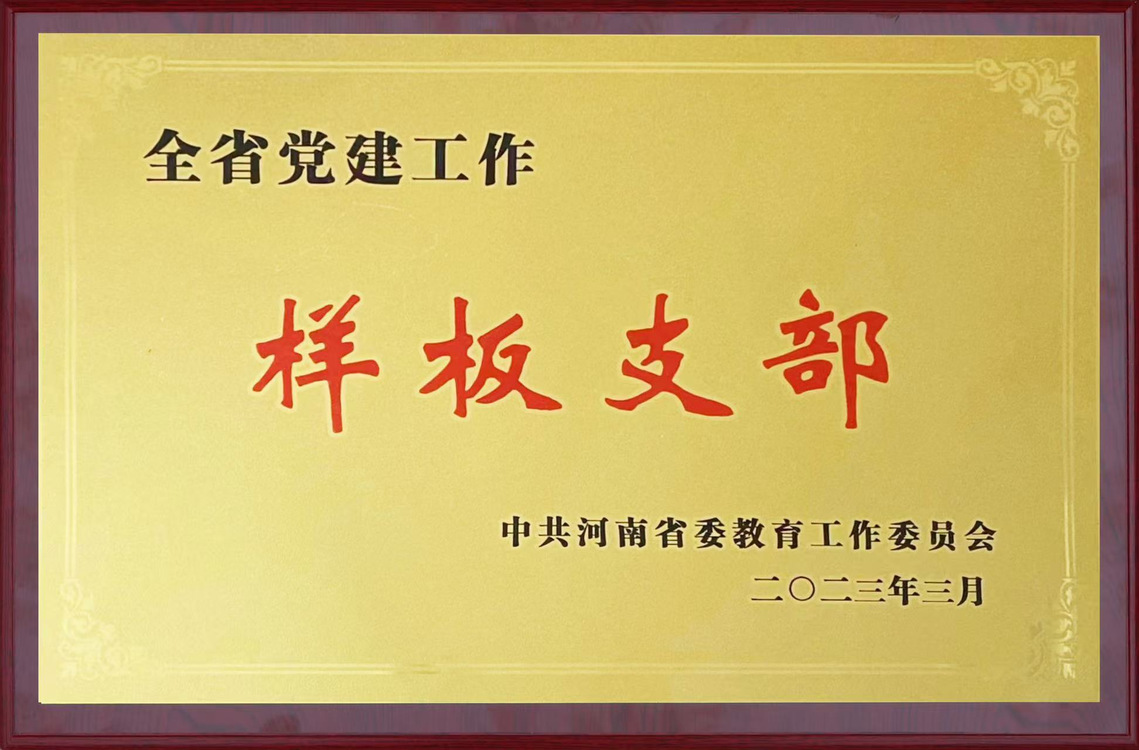 全省党建工作
样板支部
中共河南省委教育工作委员会
二〇二三年三月